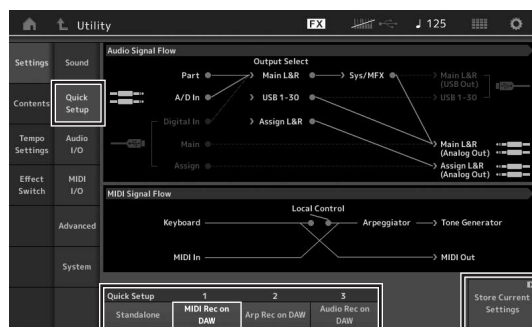 Utility
FX
♩ 125
Settings
Sound
Contents
Quick Setup
Tempo Settings
Audio I/O
Effect Switch
MIDI I/O
Advanced
System
Audio Signal Flow
Output Select
Part
Main L&R
Sys/MFX
Main L&R (USB Out)
A/D In
USB 1-30
USB 1-30
Digital In
Assign L&R
Main
Main L&R (Analog Out)
Assign
Assign L&R (Analog Out)
MIDI Signal Flow
Local Control
Keyboard
Arpeggiator
Tone Generator
MIDI In
MIDI Out
Quick Setup
1
2
3
Standalone
MIDI Rec on DAW
Arp Rec on DAW
Audio Rec on DAW
Store Current Settings